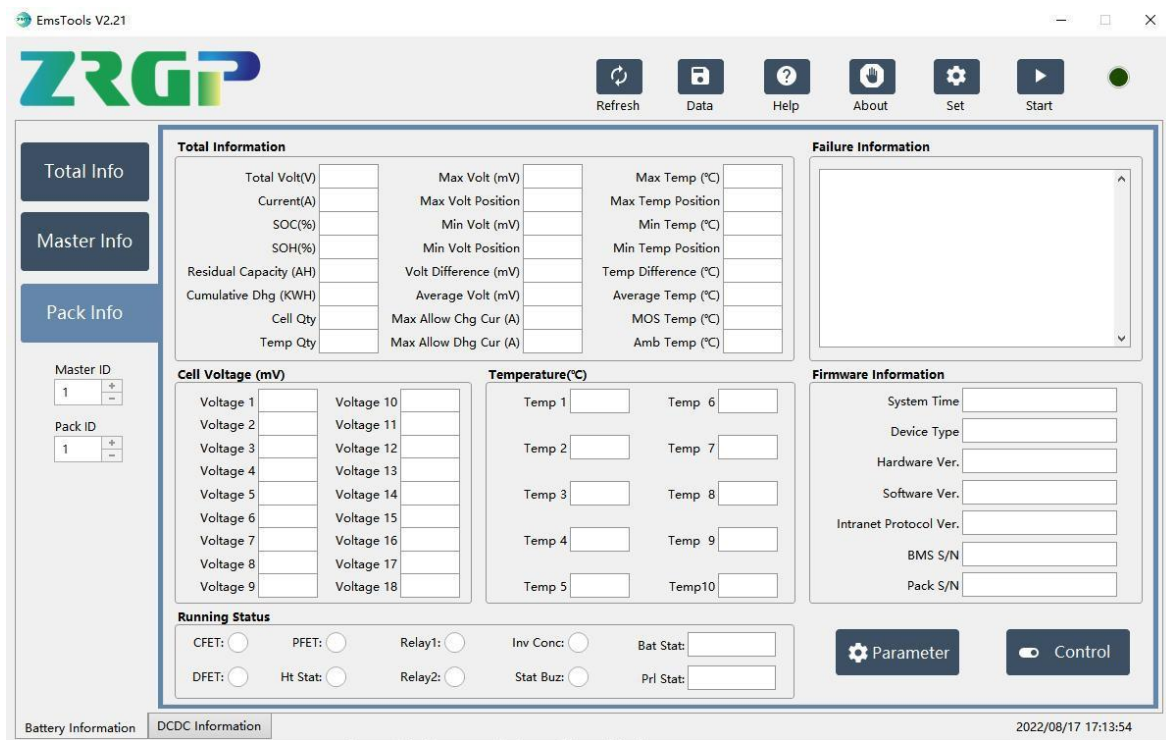 EmsTools V2.21
ZRGP
Refresh Data Help About Set Start
Total Info
Master Info
Pack Info
Master ID
1
Pack ID
1
Total Information
Total Volt(V) Max Volt (mV) Max Temp (℃)
Current(A) Max Volt Position Max Temp Position
SOC(%) Min Volt (mV) Min Temp (℃)
SOH(%) Min Volt Position Min Temp Position
Residual Capacity (AH) Volt Difference (mV) Temp Difference (℃)
Cumulative Dhg (KWH) Average Volt (mV) Average Temp (℃)
Cell Qty Max Allow Chg Cur (A) MOS Temp (℃)
Temp Qty Max Allow Dhg Cur (A) Amb Temp (℃)
Failure Information
Cell Voltage (mV)
Voltage 1 Voltage 10
Voltage 2 Voltage 11
Voltage 3 Voltage 12
Voltage 4 Voltage 13
Voltage 5 Voltage 14
Voltage 6 Voltage 15
Voltage 7 Voltage 16
Voltage 8 Voltage 17
Voltage 9 Voltage 18
Temperature(℃)
Temp 1 Temp 6
Temp 2 Temp 7
Temp 3 Temp 8
Temp 4 Temp 9
Temp 5 Temp10
Firmware Information
System Time
Device Type
Hardware Ver.
Software Ver.
Intranet Protocol Ver.
BMS S/N
Pack S/N
Running Status
CFET: PFET: Relay1: Inv Conc: Bat Stat:
DFET: Ht Stat: Relay2: Stat Buz: Prl Stat:
Parameter Control
Battery Information DCDC Information 2022/08/17 17:13:54